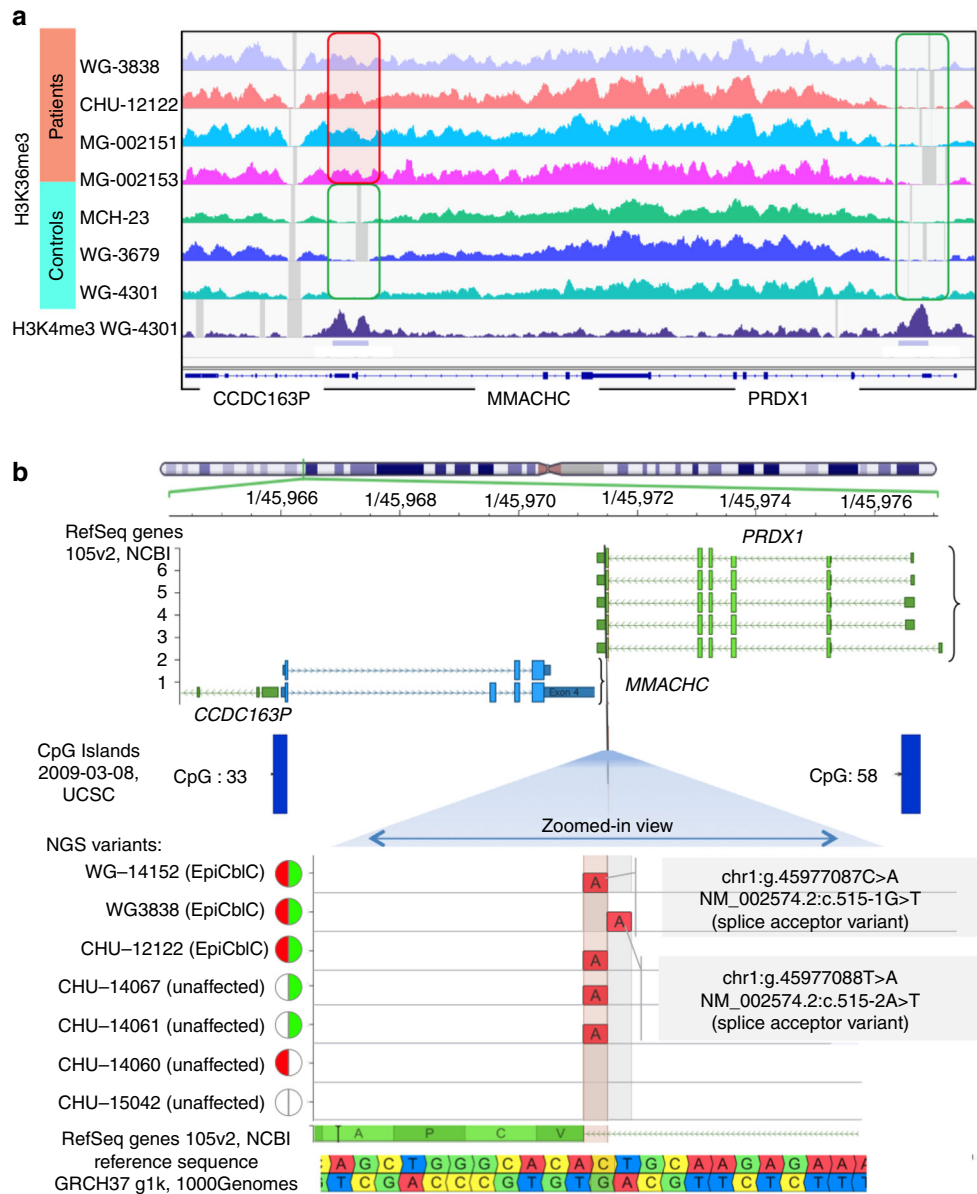 a
H3K36me3
Patients
Controls
WG-3838
CHU-12122
MG-002151
MG-002153
MCH-23
WG-3679
WG-4301
H3K4me3 WG-4301
CCDC163P MMACHC PRDX1
b
1/45,966 1/45,968 1/45,970 1/45,972 1/45,974 1/45,976
RefSeq genes
105v2, NCBI
PRDX1
6
5
4
3
2
1
Exon 4
MMACHC
CCDC163P
CpG Islands
2009-03-08,
UCSC
CpG : 33
CpG: 58
Zoomed-in view
NGS variants:
WG–14152 (EpiCblC)
A
WG3838 (EpiCblC)
A
CHU–12122 (EpiCblC)
A
CHU–14067 (unaffected)
A
CHU–14061 (unaffected)
A
CHU–14060 (unaffected)
CHU–15042 (unaffected)
chr1:g.45977087C>A
NM_002574.2:c.515-1G>T
(splice acceptor variant)
chr1:g.45977088T>A
NM_002574.2:c.515-2A>T
(splice acceptor variant)
RefSeq genes 105v2, NCBI
A P C V
reference sequence
GRCH37 g1k, 1000Genomes
A G C T G G G C A C A C T G C A A G A G A A A
T C G A C C C G T G T G A C G T T C T C T T T